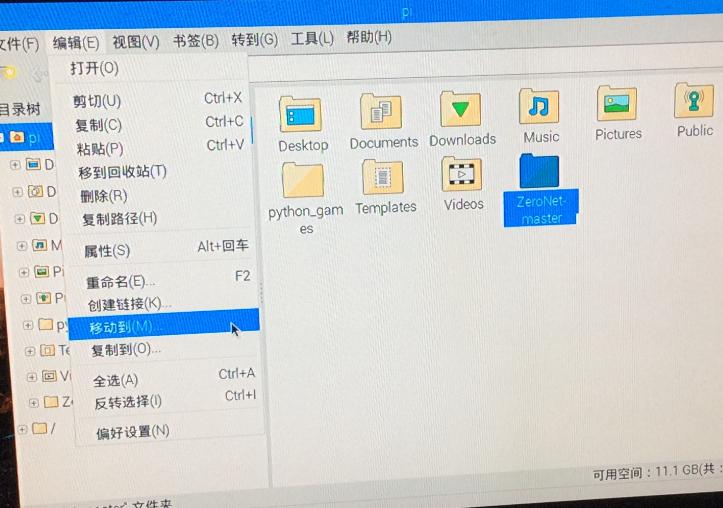 pi
文件(F) 编辑(E) 视图(V) 书签(B) 转到(G) 工具(L) 帮助(H)
打开(O)
剪切(U) Ctrl+X
复制(C) Ctrl+C
粘贴(P) Ctrl+V
移到回收站(T)
删除(R)
复制路径(H)
属性(S) Alt+回车
重命名(E)... F2
创建链接(K)...
移动到(M)...
复制到(O)...
全选(A) Ctrl+A
反转选择(I) Ctrl+I
偏好设置(N)
目录树
pi
D
D
D
M
Pi
P
py
Te
Vi
Z
/
Desktop Documents Downloads Music Pictures Public
python_gam
es
Templates Videos ZeroNet-
master
可用空间：11.1 GB(共：
文件夹